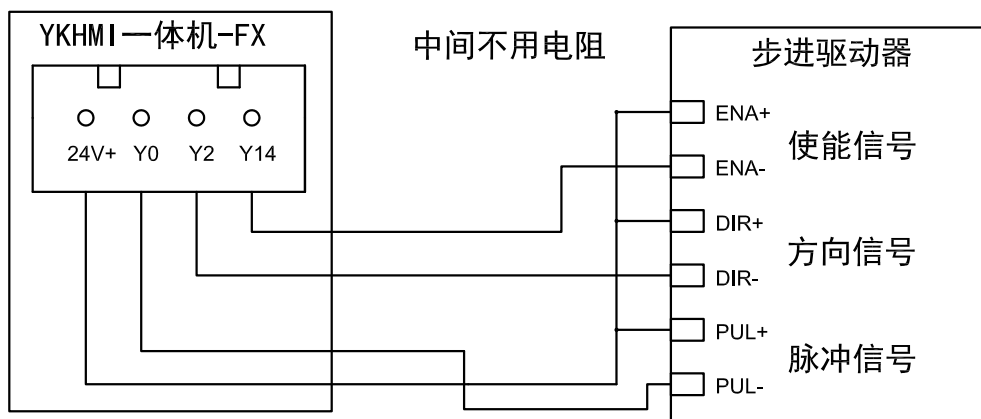 YKHMI一体机-FX
24V+ Y0 Y2 Y14
中间不用电阻
步进驱动器
ENA+
使能信号
ENA-
DIR+
方向信号
DIR-
PUL+
脉冲信号
PUL-